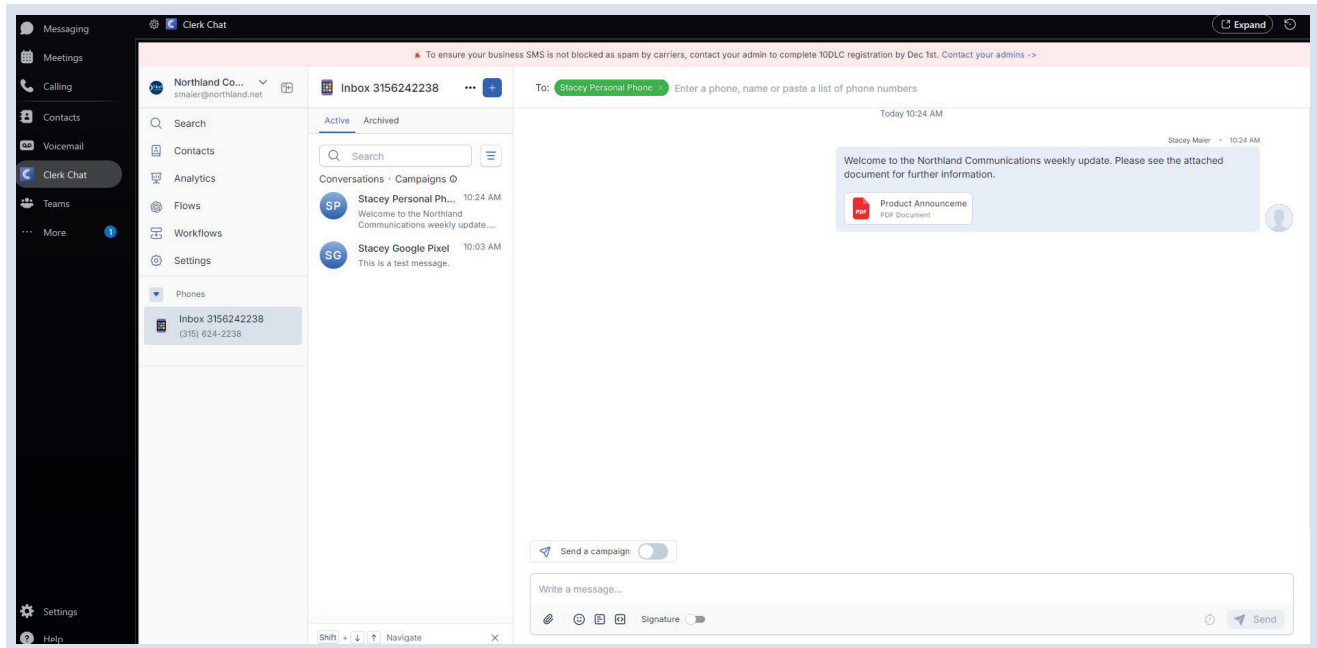 Messaging
Meetings
Calling
Contacts
Voicemail
Clerk Chat
Teams
More 1
Settings
Help
Clerk Chat
Expand
To ensure your business SMS is not blocked as spam by carriers, contact your admin to complete 10DLC registration by Dec 1st. Contact your admins ->
Northland Co...
smaier@northland.net
Search
Contacts
Analytics
Flows
Workflows
Settings
Phones
Inbox 3156242238
(315) 624-2238
Inbox 3156242238 ··· +
Active Archived
Search
Conversations · Campaigns
SP Stacey Personal Ph... 10:24 AM
Welcome to the Northland
Communications weekly update....
SG Stacey Google Pixel 10:03 AM
This is a test message.
Shift + ↓ ↑ Navigate ×
To: Stacey Personal Phone × Enter a phone, name or paste a list of phone numbers
Today 10:24 AM
Stacey Maier 10:24 AM
Welcome to the Northland Communications weekly update. Please see the attached
document for further information.
PDF Product Announceme
PDF Document
Send a campaign
Write a message...
Signature
Send